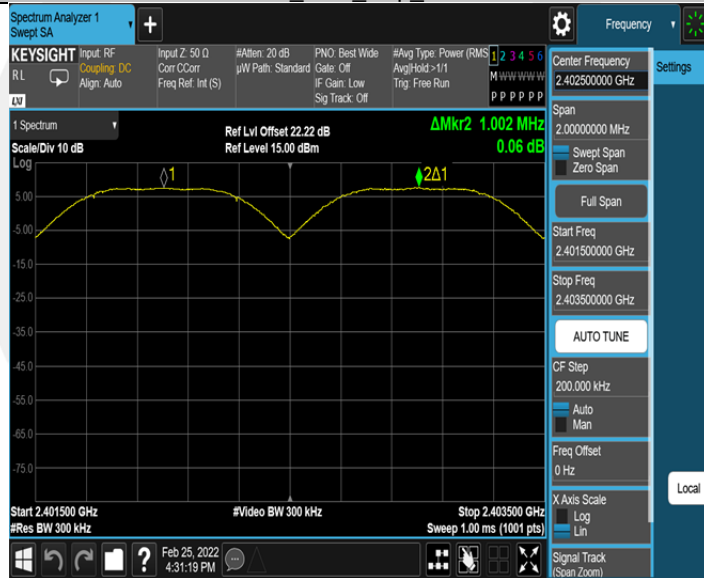 Spectrum Analyzer 1
Swept SA
Frequency
KEYSIGHT
RL
Input: RF
Coupling: DC
Align: Auto
Input Z: 50 Ω
Corr CCorr
Freq Ref: Int (S)
#Atten: 20 dB
µW Path: Standard
PNO: Best Wide
Gate: Off
IF Gain: Low
Sig Track: Off
#Avg Type: Power (RMS
Avg|Hold:>1/1
Trig: Free Run
1 2 3 4 5 6
M W W W W W
P P P P P P
LXI
1 Spectrum
Scale/Div 10 dB
Log
Ref Lvl Offset 22.22 dB
Ref Level 15.00 dBm
ΔMkr2 1.002 MHz
0.06 dB
1
2Δ1
5.00
-5.00
-15.0
-25.0
-35.0
-45.0
-55.0
-65.0
-75.0
Start 2.401500 GHz
#Res BW 300 kHz
#Video BW 300 kHz
Stop 2.403500 GHz
Sweep 1.00 ms (1001 pts)
?
Feb 25, 2022
4:31:19 PM
Center Frequency
2.402500000 GHz
Settings
Span
2.00000000 MHz
Swept Span
Zero Span
Full Span
Start Freq
2.401500000 GHz
Stop Freq
2.403500000 GHz
AUTO TUNE
CF Step
200.000 kHz
Auto
Man
Freq Offset
0 Hz
Local
X Axis Scale
Log
Lin
Signal Track
(Span Zoom)